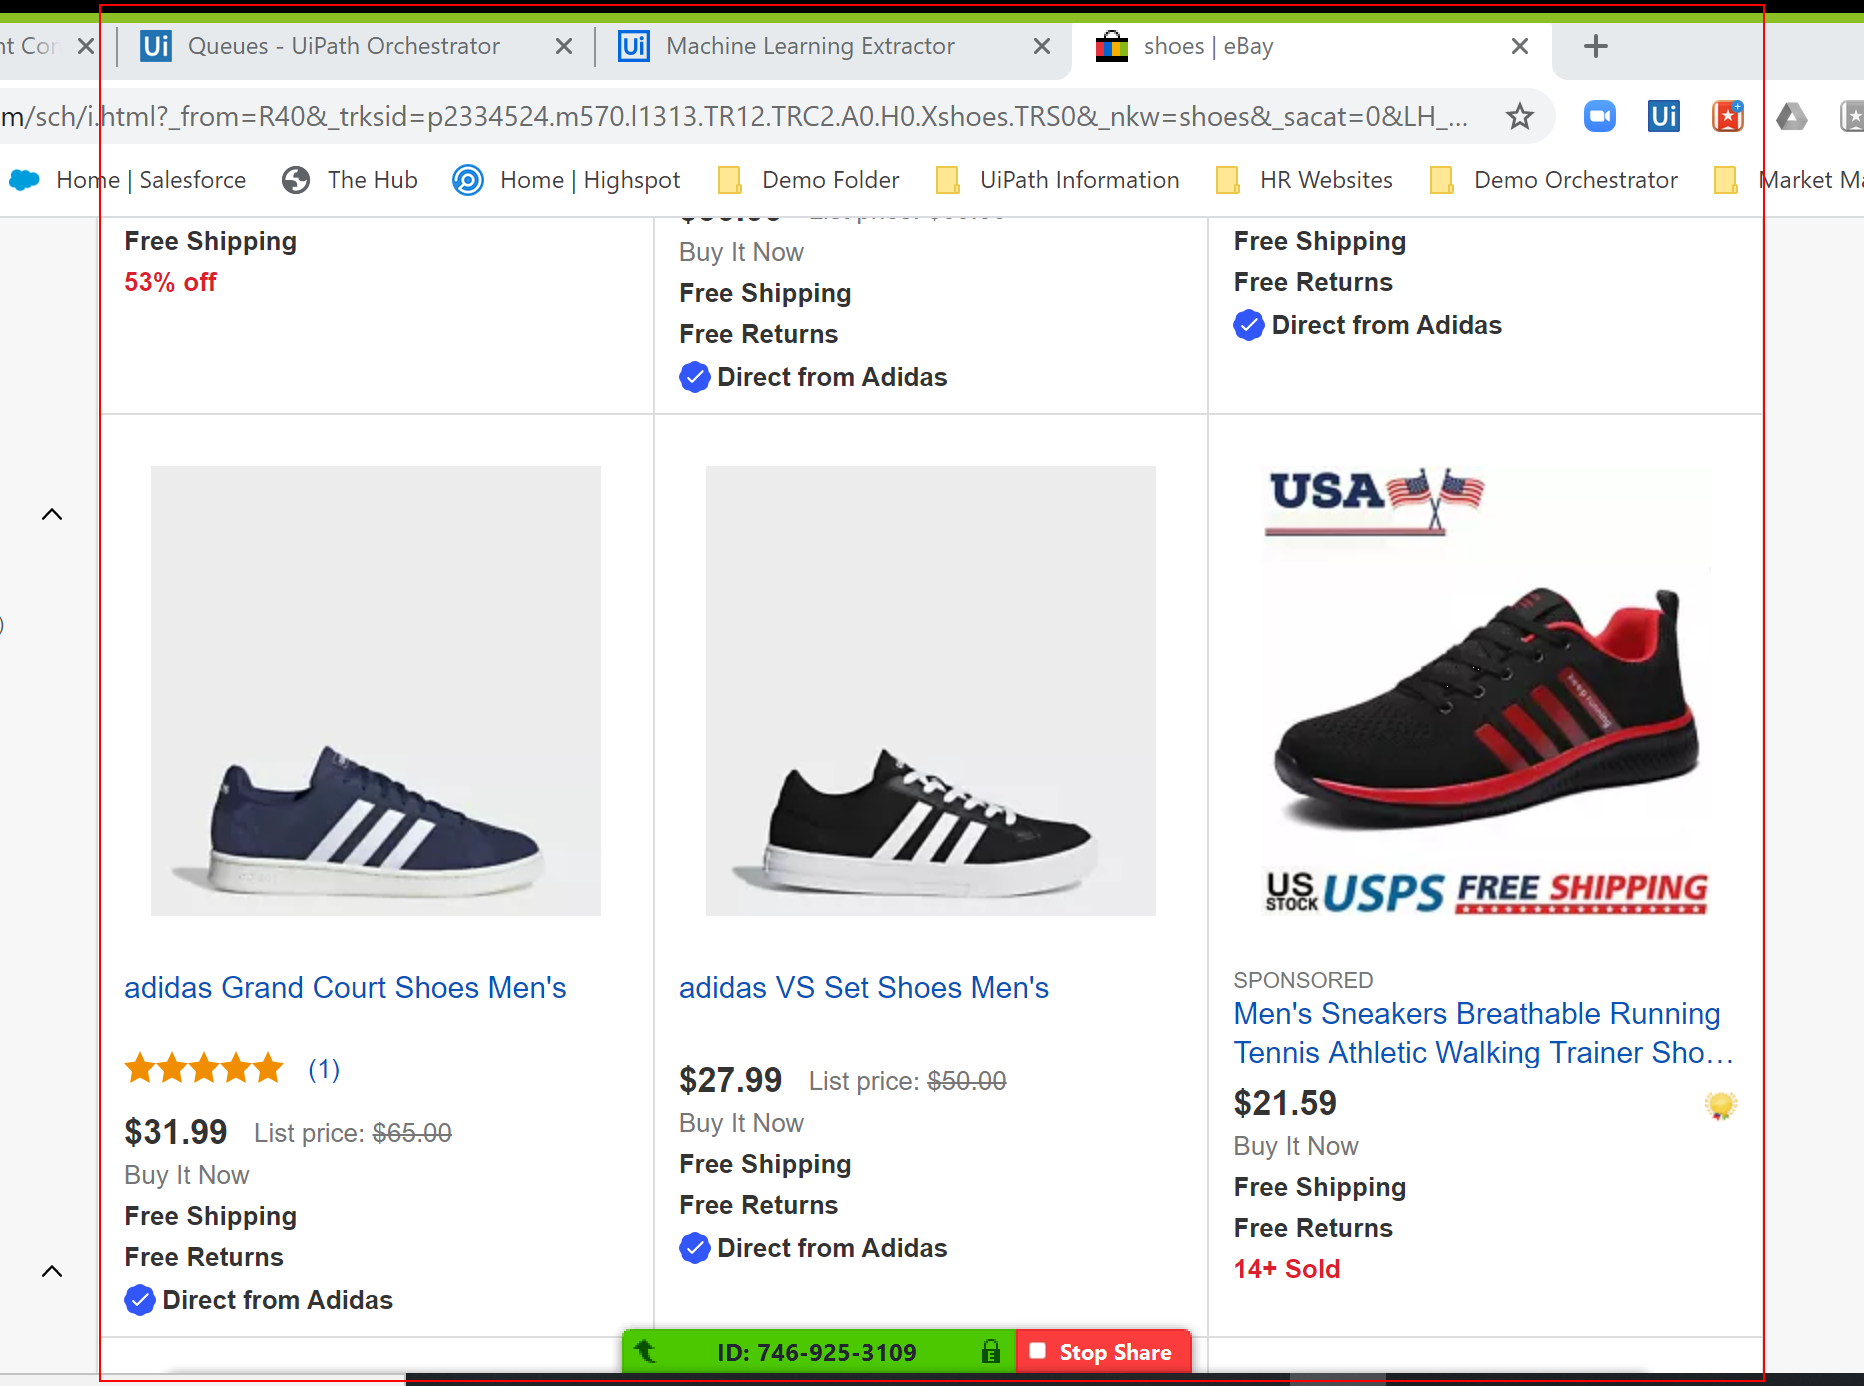 nt Cor
Queues - UiPath Orchestrator
Machine Learning Extractor
shoes | eBay
m/sch/i.html?_from=R40&_trksid=p2334524.m570.l1313.TR12.TRC2.A0.H0.Xshoes.TRS0&_nkw=shoes&_sacat=0&LH_...
Home | Salesforce
The Hub
Home | Highspot
Demo Folder
UiPath Information
HR Websites
Demo Orchestrator
Market Ma
Free Shipping
53% off
Buy It Now
Free Shipping
Free Returns
Direct from Adidas
Free Shipping
Free Returns
Direct from Adidas
USA
keep running
US STOCK USPS FREE SHIPPING
adidas Grand Court Shoes Men's
(1)
$31.99 List price: $65.00
Buy It Now
Free Shipping
Free Returns
Direct from Adidas
adidas VS Set Shoes Men's
$27.99 List price: $50.00
Buy It Now
Free Shipping
Free Returns
Direct from Adidas
SPONSORED
Men's Sneakers Breathable Running
Tennis Athletic Walking Trainer Sho...
$21.59
Buy It Now
Free Shipping
Free Returns
14+ Sold
ID: 746-925-3109
Stop Share